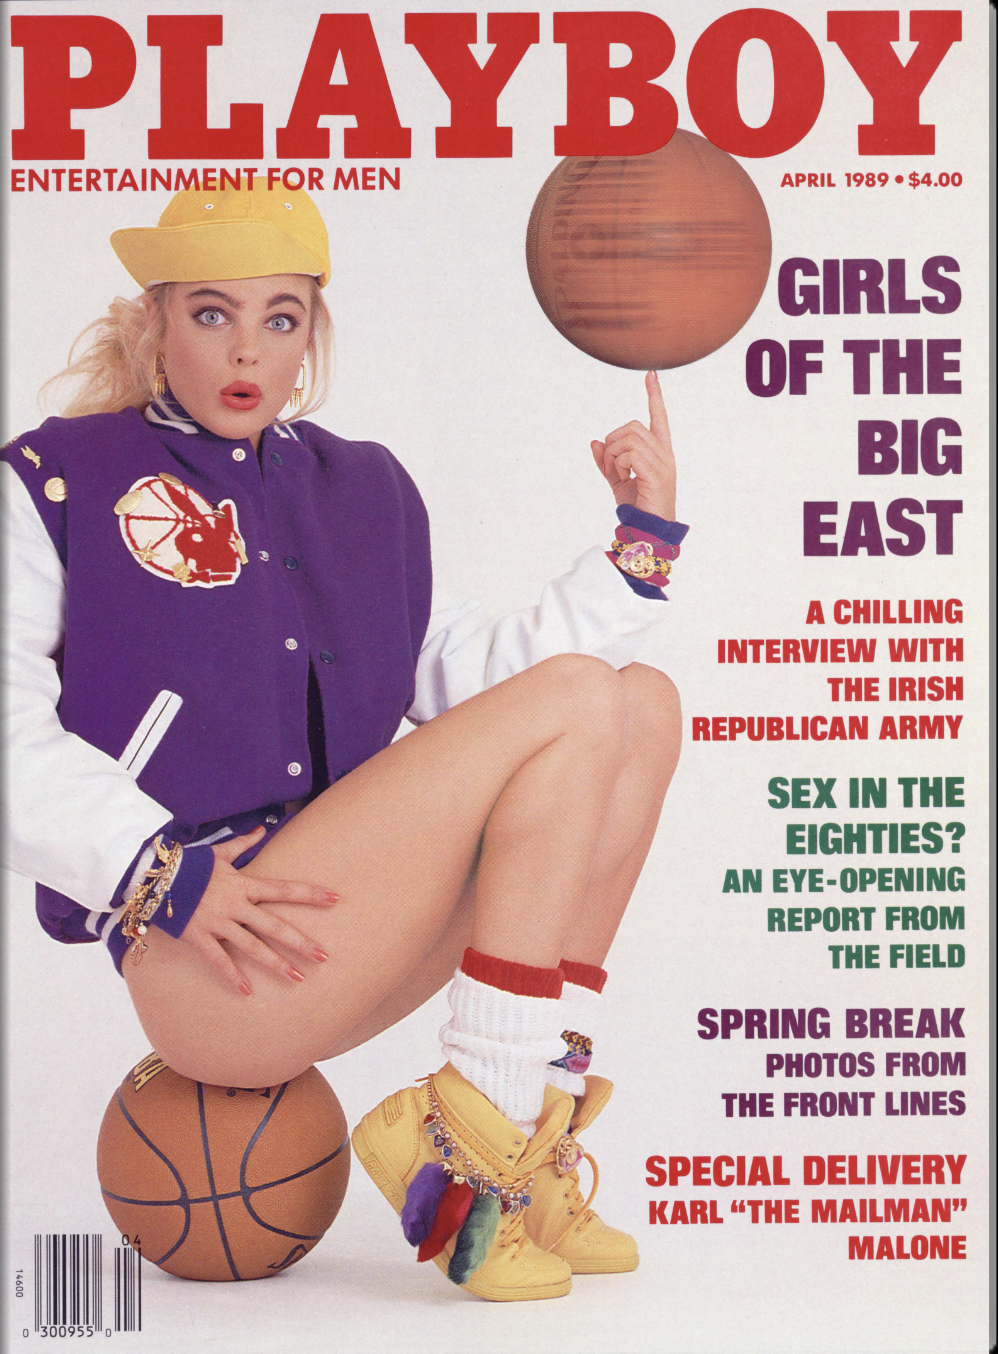 PLAYBOY
ENTERTAINMENT FOR MEN
APRIL 1989 • $4.00
GIRLS
OF THE
BIG
EAST
A CHILLING
INTERVIEW WITH
THE IRISH
REPUBLICAN ARMY
SEX IN THE
EIGHTIES?
AN EYE-OPENING
REPORT FROM
THE FIELD
SPRING BREAK
PHOTOS FROM
THE FRONT LINES
SPECIAL DELIVERY
KARL “THE MAILMAN”
MALONE
04
14600
0 300955 0